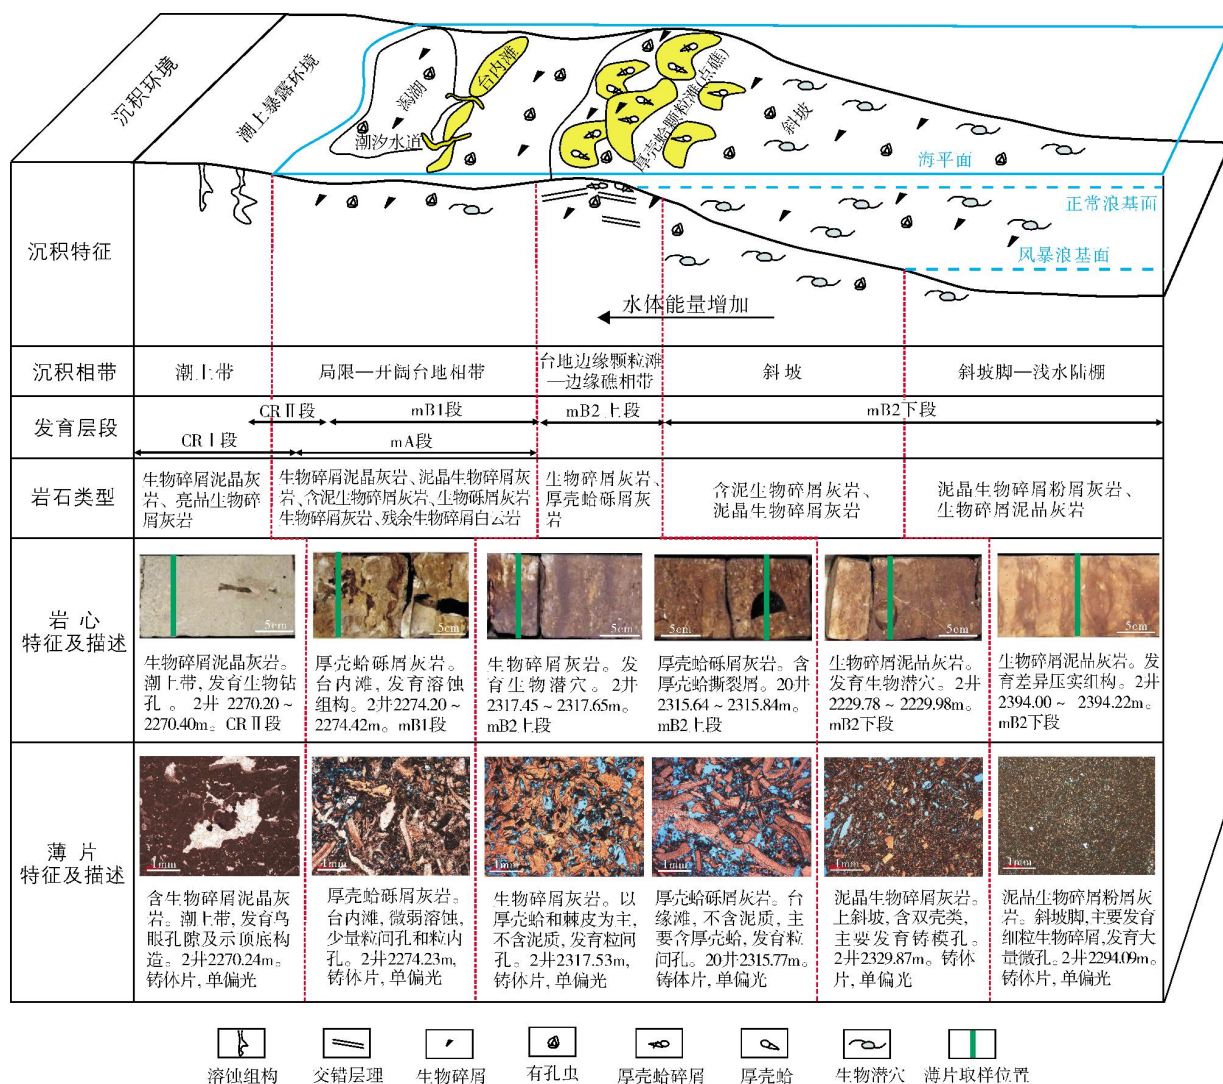 沉积环境
潮上暴露环境
潟湖
台内滩
潮汐水道
厚壳蛤颗粒滩(点礁)
斜坡
海平面
正常浪基面
风暴浪基面
沉积特征
水体能量增加
沉积相带
潮上带
局限—开阔台地相带
台地边缘颗粒滩
—边缘礁相带
斜坡
斜坡脚—浅水陆棚
发育层段
CRⅡ段
mB1段
mB2上段
mB2下段
CRⅠ段
mA段
岩石类型
生物碎屑泥晶灰
岩、亮晶生物碎
屑灰岩
生物碎屑泥晶灰岩、泥晶生物碎屑灰
岩、含泥生物碎屑灰岩、生物砾屑灰岩
生物碎屑灰岩、残余生物碎屑白云岩
生物碎屑灰岩、
厚壳蛤砾屑灰
岩
含泥生物碎屑灰岩、
泥晶生物碎屑灰岩
泥晶生物碎屑粉屑灰岩、
生物碎屑泥晶灰岩
岩心
特征及描述
5cm
5cm
5cm
5cm
5cm
5cm
生物碎屑泥晶灰岩。
潮上带,发育生物钻
孔。2井2270.20~
2270.40m。CRⅡ段
厚壳蛤砾屑灰岩。
台内滩,发育溶蚀
组构。2井2274.20~
2274.42m。mB1段
生物碎屑灰岩。发
育生物潜穴。2井
2317.45~2317.65m。
mB2上段
厚壳蛤砾屑灰岩。含
厚壳蛤撕裂屑。20井
2315.64~2315.84m。
mB2上段
生物碎屑泥晶灰岩。
发育生物潜穴。2井
2229.78~2229.98m。
mB2下段
生物碎屑泥晶灰岩。发
育差异压实组构。2井
2394.00~2394.22m。
mB2下段
薄片
特征及描述
1mm
1mm
1mm
1mm
1mm
1mm
含生物碎屑泥晶灰
岩。潮上带,发育鸟
眼孔隙及示顶底构
造。2井2270.24m。
铸体片,单偏光
厚壳蛤砾屑灰岩。
台内滩,微弱溶蚀,
少量粒间孔和粒内
孔。2井2274.23m,
铸体片,单偏光
生物碎屑灰岩。以
厚壳蛤和棘皮为主,
不含泥质,发育粒间
孔。2井2317.53m,
铸体片,单偏光
厚壳蛤砾屑灰岩。台
缘滩,不含泥质,主
要含厚壳蛤,发育粒
间孔。20井2315.77m。
铸体片,单偏光
泥晶生物碎屑灰岩。
上斜坡,含双壳类,
主要发育铸模孔。
2井2329.87m。铸体
片,单偏光
泥晶生物碎屑粉屑灰
岩。斜坡脚,主要发育
细粒生物碎屑,发育大
量微孔。2井2294.09m。
铸体片,单偏光
溶蚀组构
交错层理
生物碎屑
有孔虫
厚壳蛤碎屑
厚壳蛤
生物潜穴
薄片取样位置